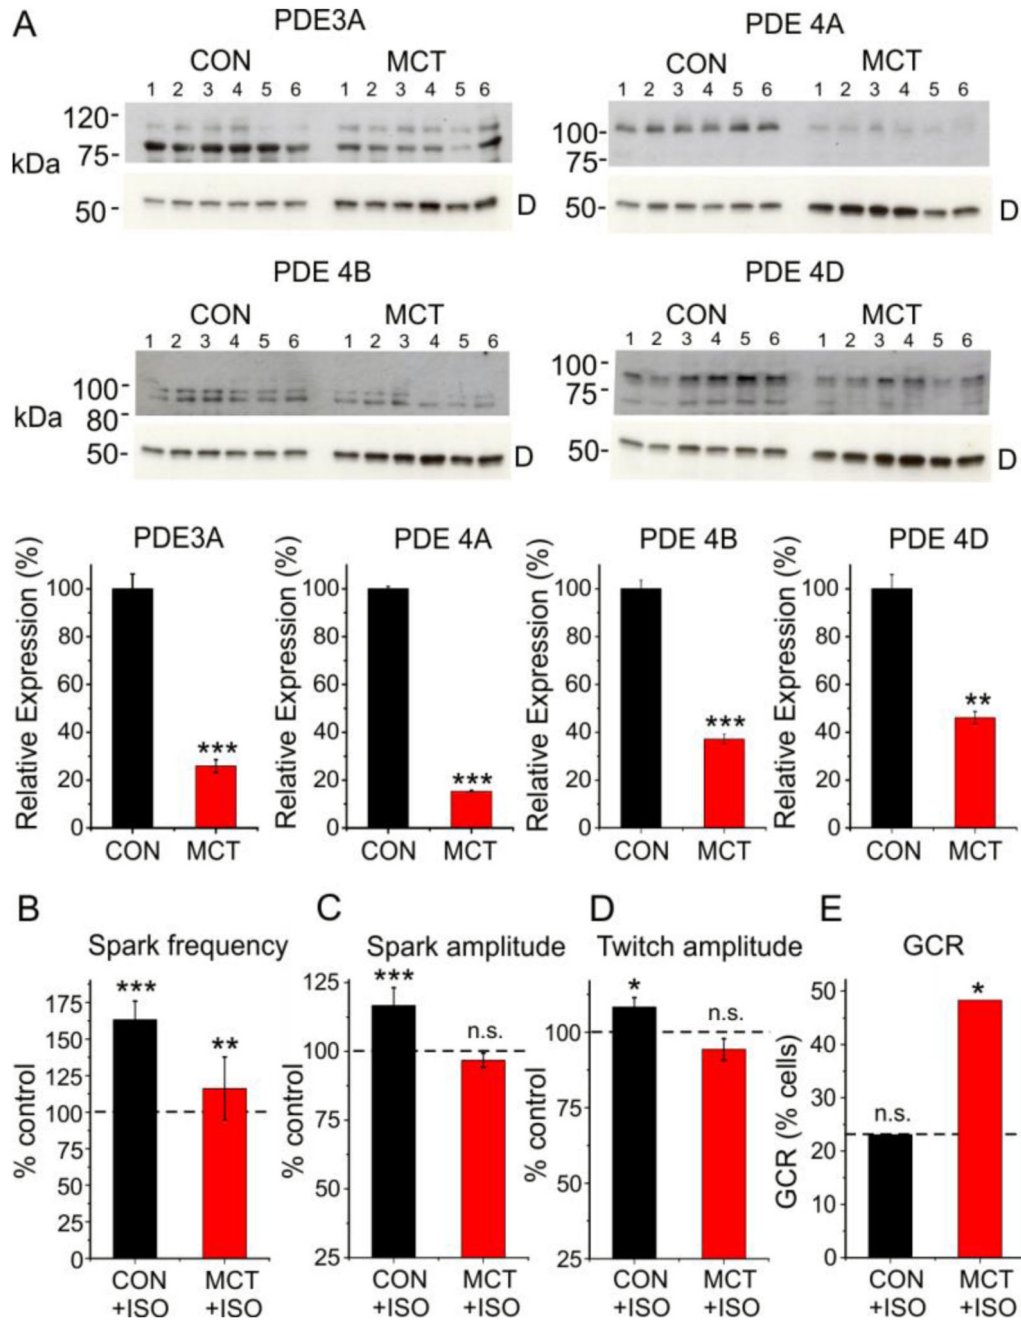 A
PDE3A
CON MCT
1 2 3 4 5 6 1 2 3 4 5 6
120-
kDa
75-
50- D
PDE 4A
CON MCT
1 2 3 4 5 6 1 2 3 4 5 6
100-
75-
50- D
PDE 4B
CON MCT
1 2 3 4 5 6 1 2 3 4 5 6
100-
kDa
80-
50- D
PDE 4D
CON MCT
1 2 3 4 5 6 1 2 3 4 5 6
100-
75-
50- D
PDE3A
Relative Expression (%)
100
80
60
40
20
0
***
CON MCT
PDE 4A
Relative Expression (%)
100
80
60
40
20
0
***
CON MCT
PDE 4B
Relative Expression (%)
100
80
60
40
20
0
***
CON MCT
PDE 4D
Relative Expression (%)
100
80
60
40
20
0
**
CON MCT
B
Spark frequency
% control
175
150
125
100
75
50
25
0
***
**
CON MCT
+ISO +ISO
C
Spark amplitude
% control
125
100
75
50
25
***
n.s.
CON MCT
+ISO +ISO
D
Twitch amplitude
% control
100
75
50
25
*
n.s.
CON MCT
+ISO +ISO
E
GCR
GCR (% cells)
50
40
30
20
10
0
n.s.
*
CON MCT
+ISO +ISO